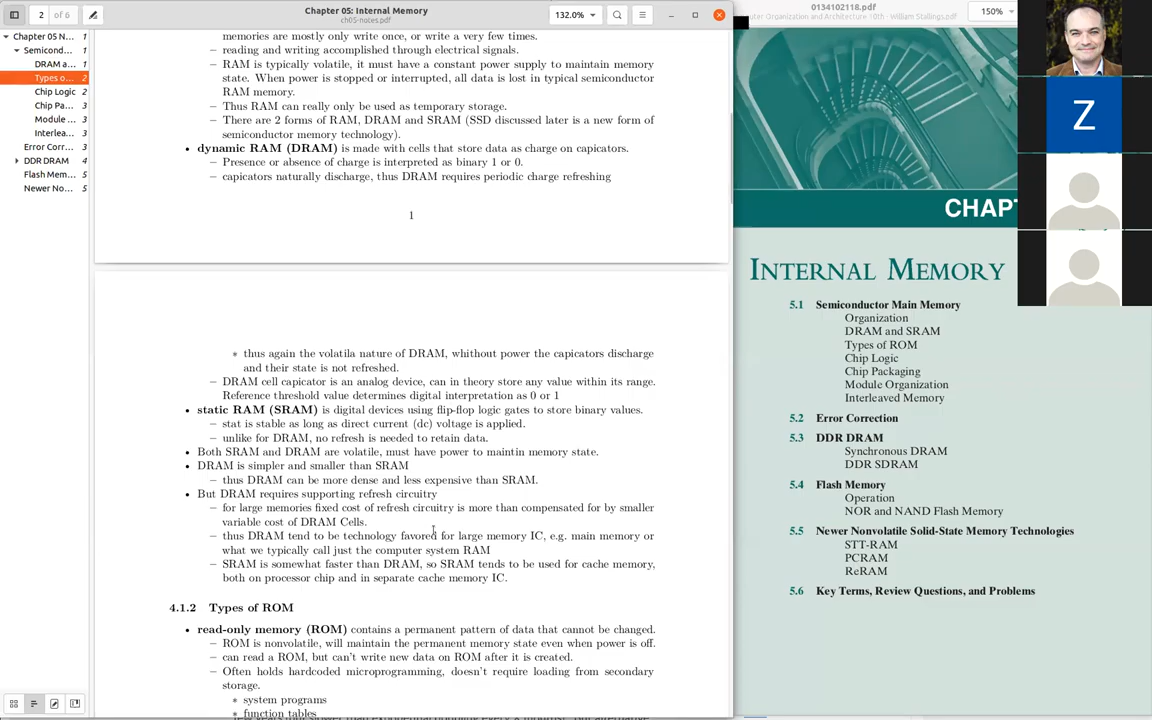 2 of 6
Chapter 05: Internal Memory
ch05-notes.pdf
132.0%
Chapter 05 N... 1
Semicond... 1
DRAM a... 1
Types o... 2
Chip Logic 2
Chip Pa... 3
Module ... 3
Interlea... 3
Error Corr... 3
DDR DRAM 4
Flash Mem... 5
Newer No... 5
memories are mostly only write once, or write a very few times.
– reading and writing accomplished through electrical signals.
– RAM is typically volatile, it must have a constant power supply to maintain memory
state. When power is stopped or interrupted, all data is lost in typical semiconductor
RAM memory.
– Thus RAM can really only be used as temporary storage.
– There are 2 forms of RAM, DRAM and SRAM (SSD discussed later is a new form of
semiconductor memory technology).
• dynamic RAM (DRAM) is made with cells that store data as charge on capicators.
– Presence or absence of charge is interpreted as binary 1 or 0.
– capicators naturally discharge, thus DRAM requires periodic charge refreshing
1
∗ thus again the volatila nature of DRAM, whithout power the capicators discharge
and their state is not refreshed.
– DRAM cell capicator is an analog device, can in theory store any value within its range.
Reference threshold value determines digital interpretation as 0 or 1
• static RAM (SRAM) is digital devices using flip-flop logic gates to store binary values.
– stat is stable as long as direct current (dc) voltage is applied.
– unlike for DRAM, no refresh is needed to retain data.
• Both SRAM and DRAM are volatile, must have power to maintin memory state.
• DRAM is simpler and smaller than SRAM
– thus DRAM can be more dense and less expensive than SRAM.
• But DRAM requires supporting refresh circuitry
– for large memories fixed cost of refresh circuitry is more than compensated for by smaller
variable cost of DRAM Cells.
– thus DRAM tend to be technology favored for large memory IC, e.g. main memory or
what we typically call just the computer system RAM
– SRAM is somewhat faster than DRAM, so SRAM tends to be used for cache memory,
both on processor chip and in separate cache memory IC.
4.1.2 Types of ROM
• read-only memory (ROM) contains a permanent pattern of data that cannot be changed.
– ROM is nonvolatile, will maintain the permanent memory state even when power is off.
– can read a ROM, but can't write new data on ROM after it is created.
– Often holds hardcoded microprogramming, doesn't require loading from secondary
storage.
∗ system programs
∗ function tables
0134102118.pdf
uter Organization and Architecture 10th - William Stallings....
150%
CHAPT
INTERNAL MEMORY
5.1 Semiconductor Main Memory
Organization
DRAM and SRAM
Types of ROM
Chip Logic
Chip Packaging
Module Organization
Interleaved Memory
5.2 Error Correction
5.3 DDR DRAM
Synchronous DRAM
DDR SDRAM
5.4 Flash Memory
Operation
NOR and NAND Flash Memory
5.5 Newer Nonvolatile Solid-State Memory Technologies
STT-RAM
PCRAM
ReRAM
5.6 Key Terms, Review Questions, and Problems
Z